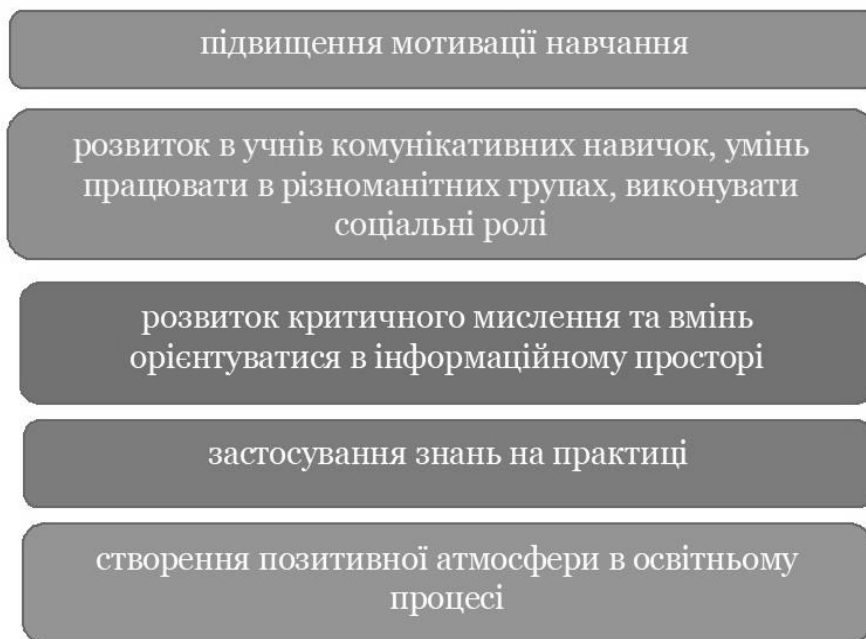 підвищення мотивації навчання
розвиток в учнів комунікативних навичок, умінь
працювати в різноманітних групах, виконувати
соціальні ролі
розвиток критичного мислення та вмінь
орієнтуватися в інформаційному просторі
застосування знань на практиці
створення позитивної атмосфери в освітньому
процесі